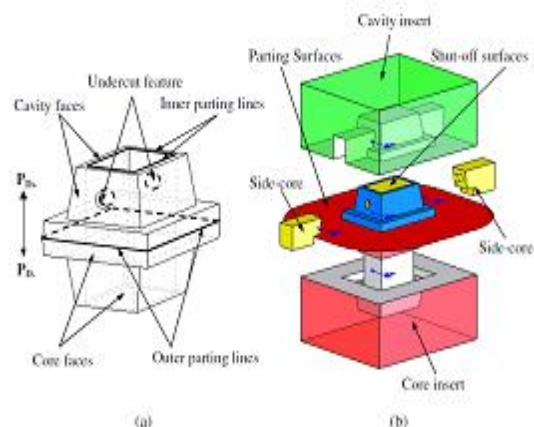 Cavity insert
Parting Surfaces
Shut-off surfaces
Undercut feature
Inner parting lines
Cavity faces
Side-core
Side-core
Core faces
Outer parting lines
Core insert
(a)
(b)